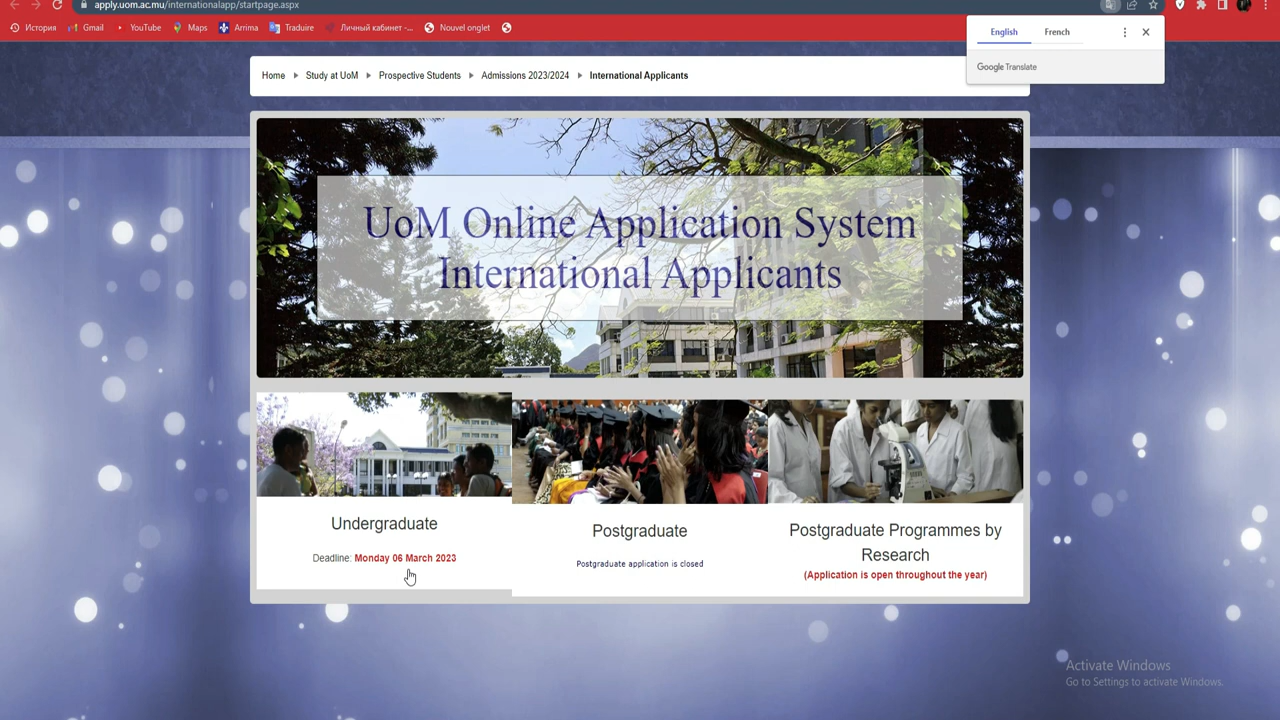 apply.uom.ac.mu/internationalapp/startpage.aspx
История Gmail YouTube Maps Arrima Traduire Личный кабинет -... Nouvel onglet
English French
Google Translate
Home Study at UoM Prospective Students Admissions 2023/2024 International Applicants
UoM Online Application System
International Applicants
Undergraduate
Deadline: Monday 06 March 2023
Postgraduate
Postgraduate application is closed
Postgraduate Programmes by
Research
(Application is open throughout the year)
Activate Windows
Go to Settings to activate Windows.